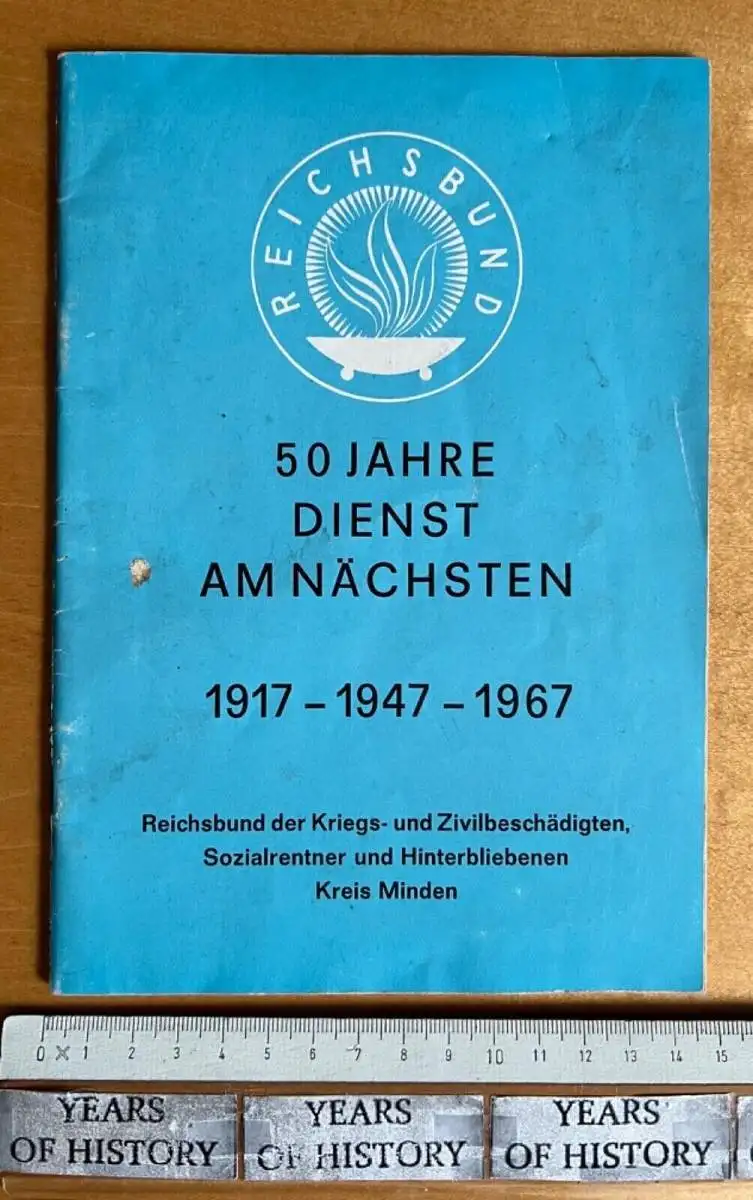 REICHSBUND
50 JAHRE
DIENST
AM NÄCHSTEN
1917 – 1947 – 1967
Reichsbund der Kriegs- und Zivilbeschädigten,
Sozialrentner und Hinterbliebenen
Kreis Minden
0 1 2 3 4 5 6 7 8 9 10 11 12 13 14 15
YEARS OF HISTORY
YEARS OF HISTORY
YEARS OF HISTORY